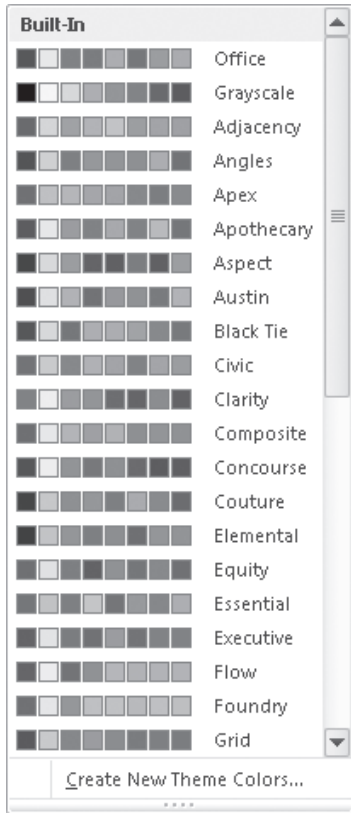 Built-In
Office
Grayscale
Adjacency
Angles
Apex
Apothecary
Aspect
Austin
Black Tie
Civic
Clarity
Composite
Concourse
Couture
Elemental
Equity
Essential
Executive
Flow
Foundry
Grid
Create New Theme Colors...